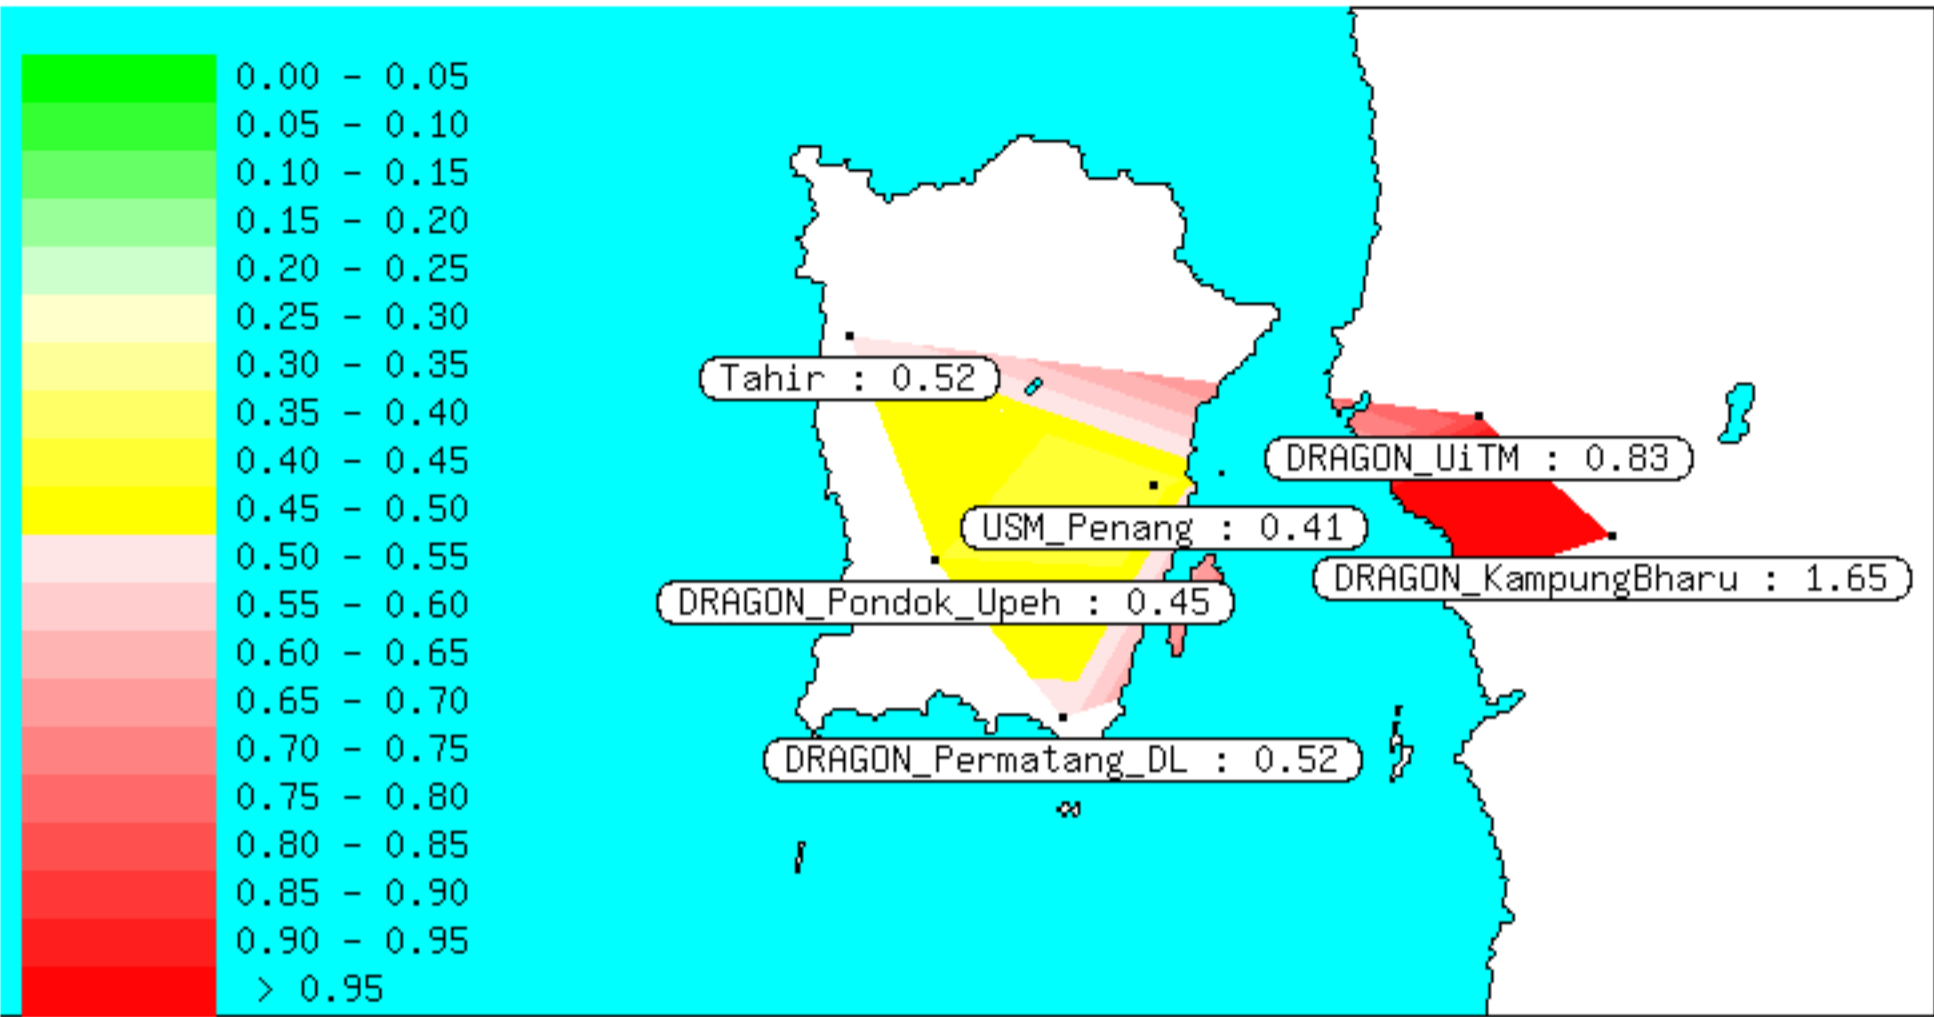 0.00 - 0.05
0.05 - 0.10
0.10 - 0.15
0.15 - 0.20
0.20 - 0.25
0.25 - 0.30
0.30 - 0.35
0.35 - 0.40
0.40 - 0.45
0.45 - 0.50
0.50 - 0.55
0.55 - 0.60
0.60 - 0.65
0.65 - 0.70
0.70 - 0.75
0.75 - 0.80
0.80 - 0.85
0.85 - 0.90
0.90 - 0.95
> 0.95
Tahir : 0.52
DRAGON_UiTM : 0.83
USM_Penang : 0.41
DRAGON_KampungBharu : 1.65
DRAGON_Pondok_Upeh : 0.45
DRAGON_Permatang_DL : 0.52